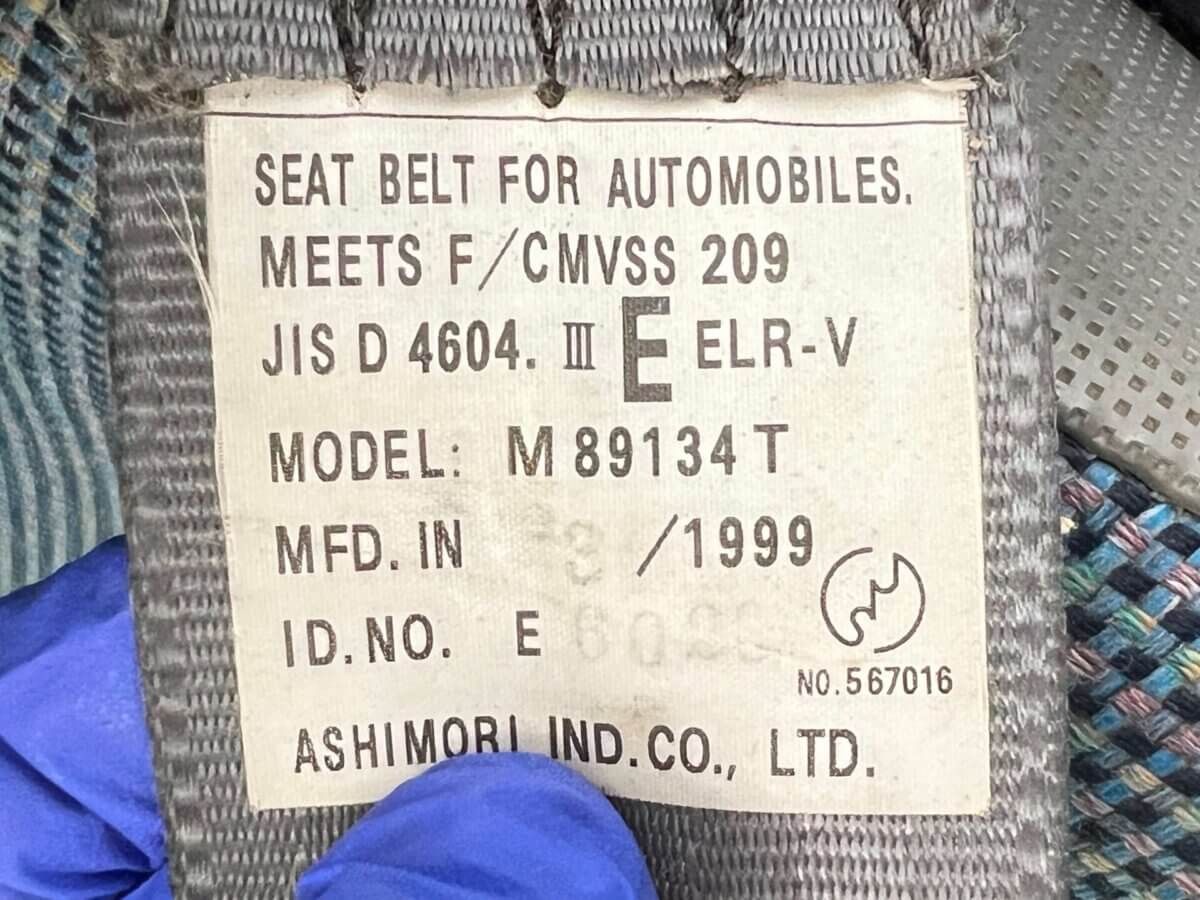 SEAT BELT FOR AUTOMOBILES.
MEETS F/CMVSS 209
JIS D 4604. Ⅲ E ELR-V
MODEL: M 89134 T
MFD. IN 3 /1999
ID. NO. E
NO. 567016
ASHIMORI IND. CO., LTD.